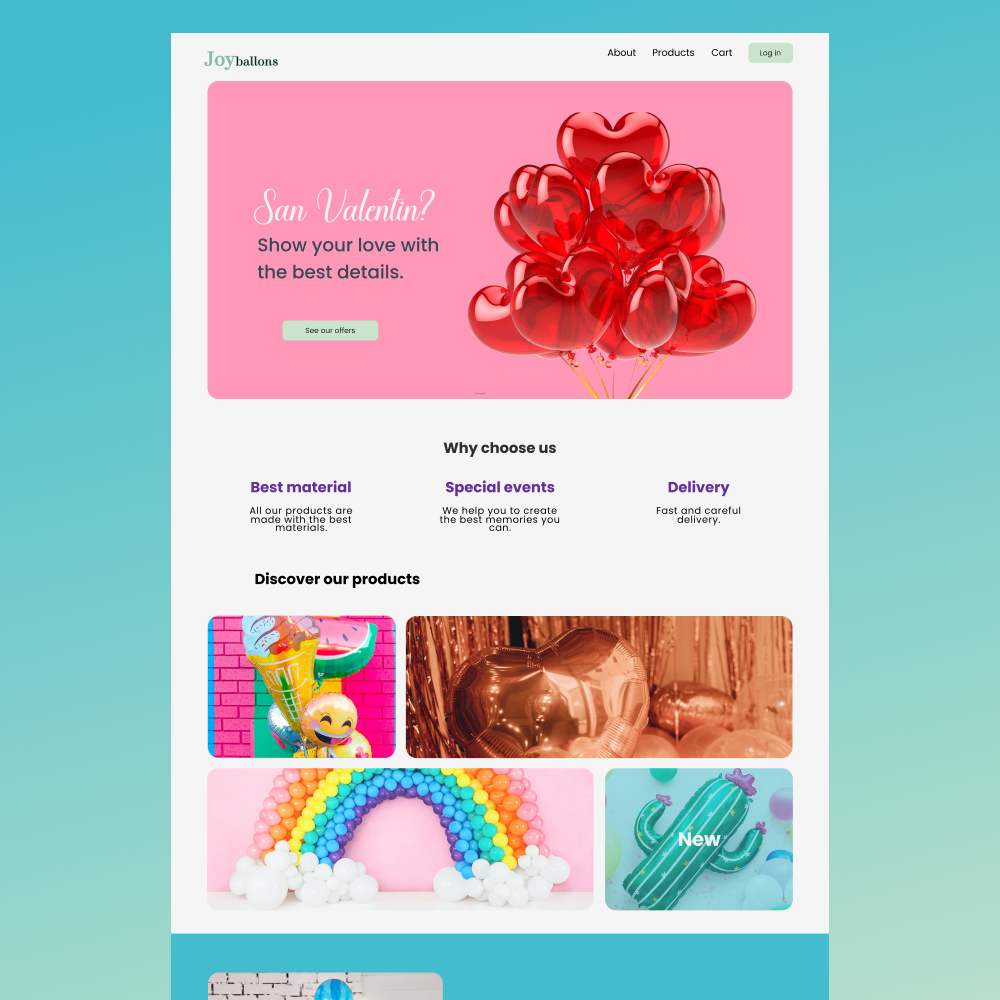 Joyballons
About Products Cart Log in
San Valentin?
Show your love with
the best details.
See our offers
Why choose us
Best material
All our products are
made with the best
materials.
Special events
We help you to create
the best memories you
can.
Delivery
Fast and careful
delivery.
Discover our products
New